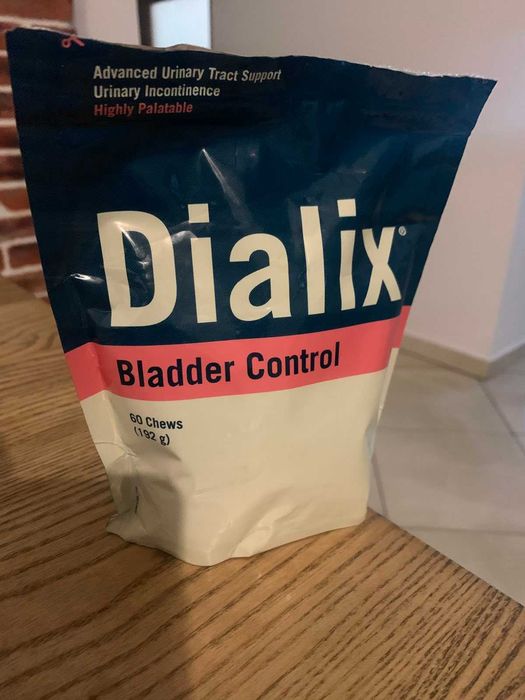 Advanced Urinary Tract Support
Urinary Incontinence
Highly Palatable
Dialix®
Bladder Control
60 Chews
(192 g)